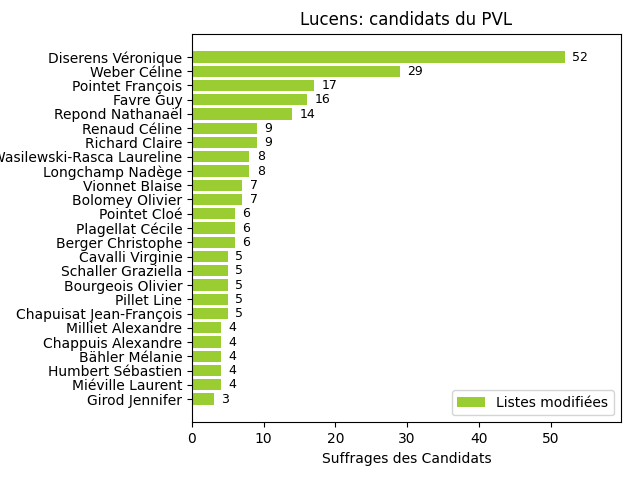 Lucens: candidats du PVL
Diserens Véronique 52
Weber Céline 29
Pointet François 17
Favre Guy 16
Repond Nathanaël 14
Renaud Céline 9
Richard Claire 9
Wasilewski-Rasca Laureline 8
Longchamp Nadège 8
Vionnet Blaise 7
Bolomey Olivier 7
Pointet Cloé 6
Plagellat Cécile 6
Berger Christophe 6
Cavalli Virginie 5
Schaller Graziella 5
Bourgeois Olivier 5
Pillet Line 5
Chapuisat Jean-François 5
Milliet Alexandre 4
Chappuis Alexandre 4
Bähler Mélanie 4
Humbert Sébastien 4
Miéville Laurent 4
Girod Jennifer 3
Listes modifiées
0 10 20 30 40 50
Suffrages des Candidats